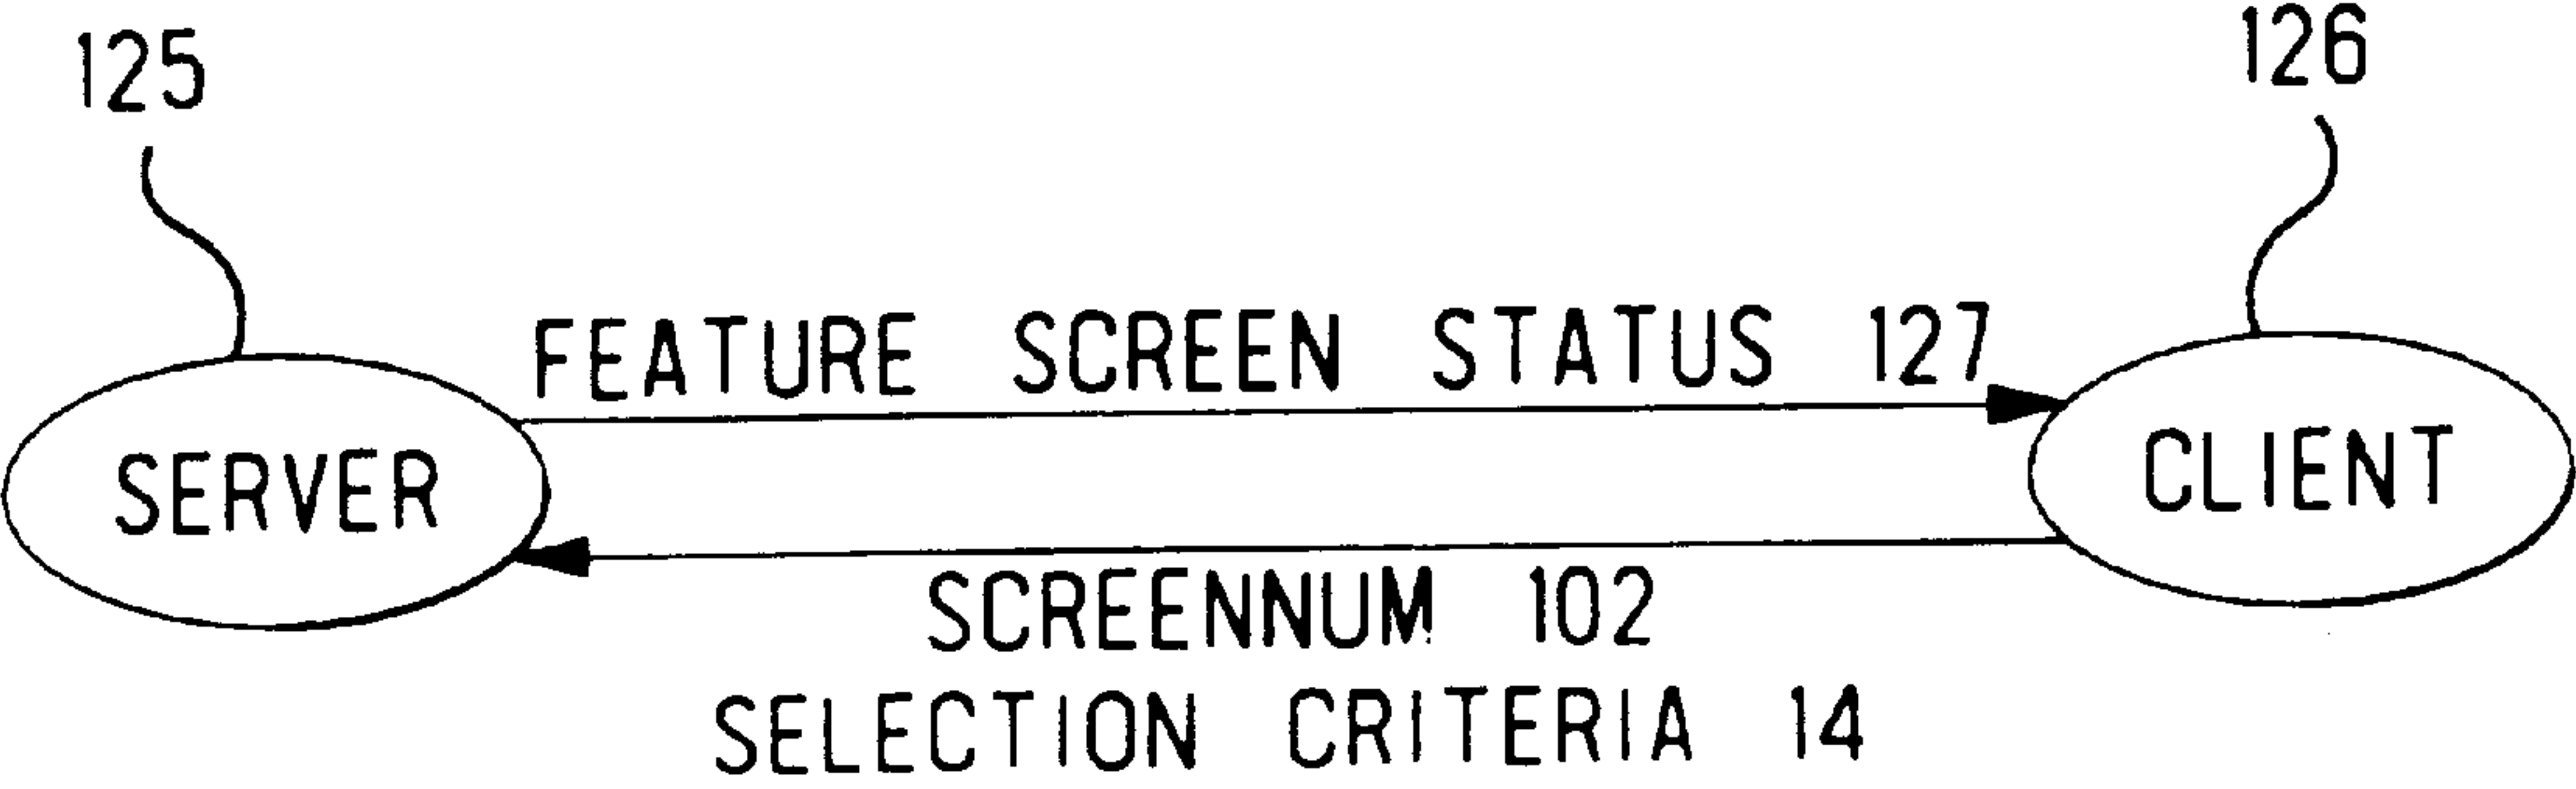 125
126
FEATURE SCREEN STATUS 127
SERVER
CLIENT
SCREENNUM 102
SELECTION CRITERIA 14